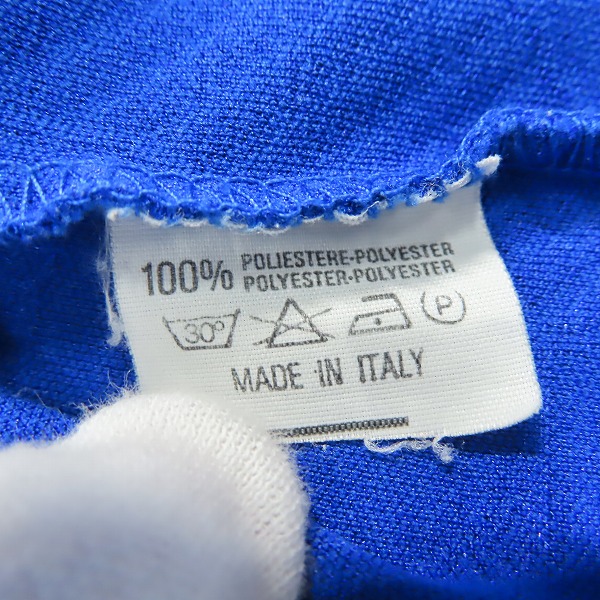 100% POLIESTERE-POLYESTER
POLYESTER-POLYESTER
30° P
MADE IN ITALY